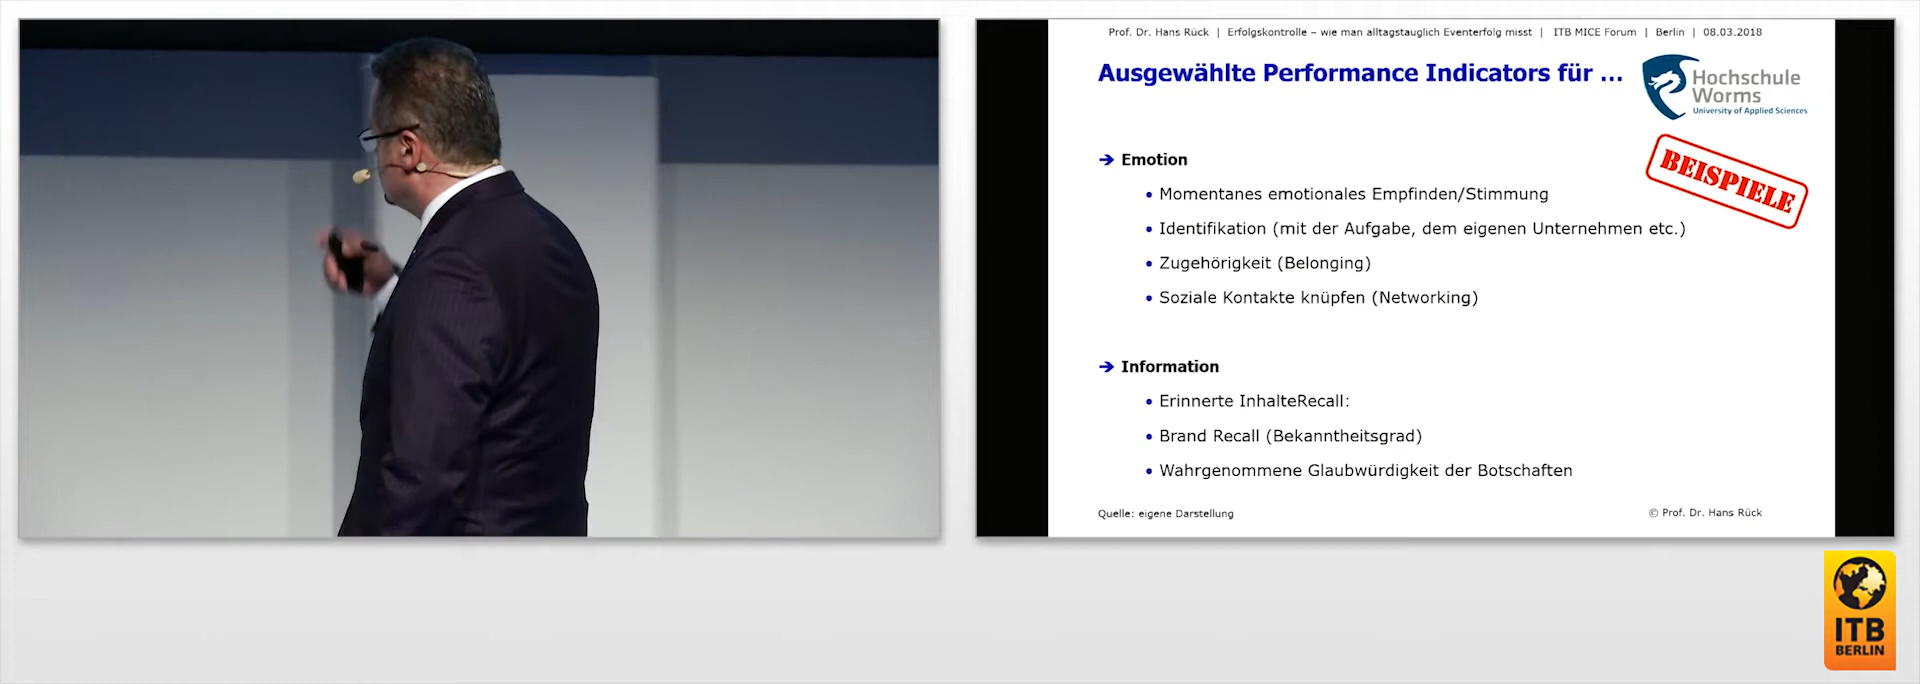 Prof. Dr. Hans Rück | Erfolgskontrolle – wie man alltagstauglich Eventerfolg misst | ITB MICE Forum | Berlin | 08.03.2018
Ausgewählte Performance Indicators für ...
Hochschule
Worms
University of Applied Sciences
BEISPIELE
➔ Emotion
• Momentanes emotionales Empfinden/Stimmung
• Identifikation (mit der Aufgabe, dem eigenen Unternehmen etc.)
• Zugehörigkeit (Belonging)
• Soziale Kontakte knüpfen (Networking)
➔ Information
• Erinnerte InhalteRecall:
• Brand Recall (Bekanntheitsgrad)
• Wahrgenommene Glaubwürdigkeit der Botschaften
Quelle: eigene Darstellung
© Prof. Dr. Hans Rück
ITB
BERLIN